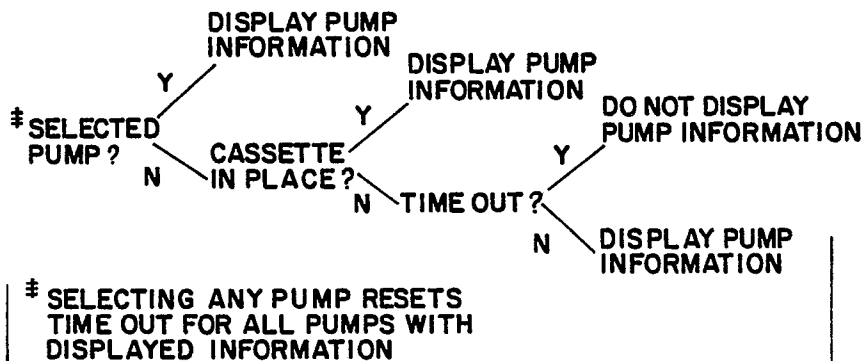 DISPLAY PUMP
INFORMATION
Y
DISPLAY PUMP
INFORMATION
Y
DO NOT DISPLAY
PUMP INFORMATION
‡ SELECTED
PUMP?
Y
CASSETTE
IN PLACE?
N
N
TIME OUT?
N
DISPLAY PUMP
INFORMATION
‡ SELECTING ANY PUMP RESETS
TIME OUT FOR ALL PUMPS WITH
DISPLAYED INFORMATION